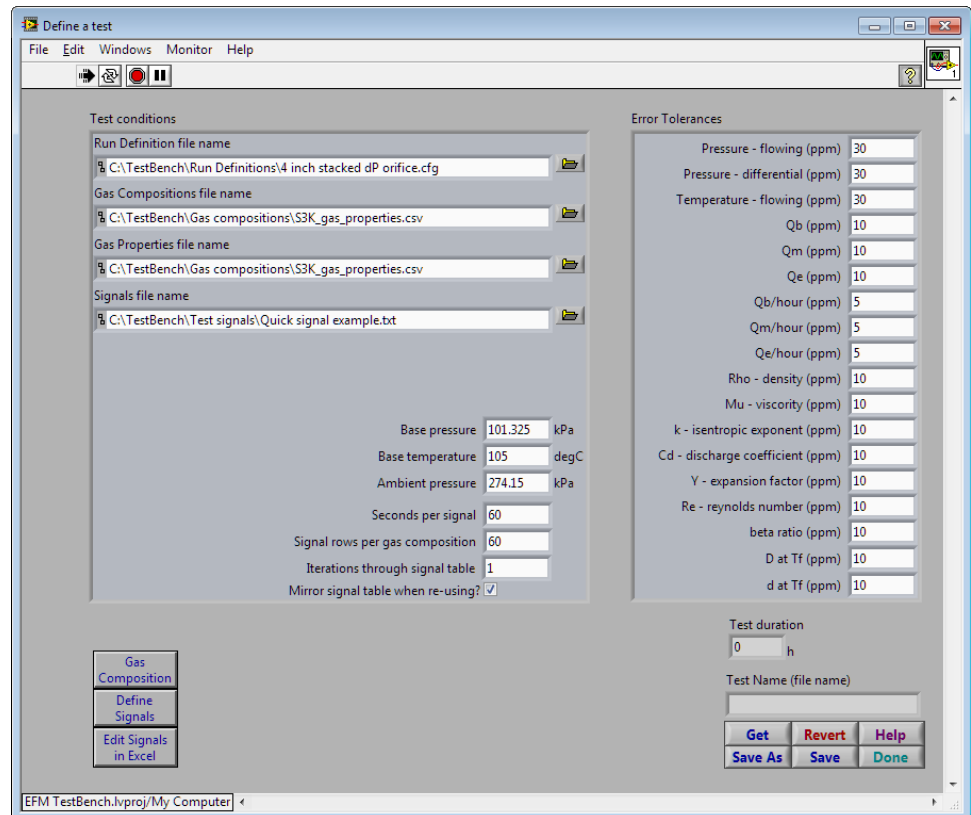 Define a test
File Edit Windows Monitor Help
1
Test conditions
Run Definition file name
C:\TestBench\Run Definitions\4 inch stacked dP orifice.cfg
Gas Compositions file name
C:\TestBench\Gas compositions\S3K_gas_properties.csv
Gas Properties file name
C:\TestBench\Gas compositions\S3K_gas_properties.csv
Signals file name
C:\TestBench\Test signals\Quick signal example.txt
Base pressure 101.325 kPa
Base temperature 105 degC
Ambient pressure 274.15 kPa
Seconds per signal 60
Signal rows per gas composition 60
Iterations through signal table 1
Mirror signal table when re-using?
Error Tolerances
Pressure - flowing (ppm) 30
Pressure - differential (ppm) 30
Temperature - flowing (ppm) 30
Qb (ppm) 10
Qm (ppm) 10
Qe (ppm) 10
Qb/hour (ppm) 5
Qm/hour (ppm) 5
Qe/hour (ppm) 5
Rho - density (ppm) 10
Mu - viscority (ppm) 10
k - isentropic exponent (ppm) 10
Cd - discharge coefficient (ppm) 10
Y - expansion factor (ppm) 10
Re - reynolds number (ppm) 10
beta ratio (ppm) 10
D at Tf (ppm) 10
d at Tf (ppm) 10
Gas
Composition
Define
Signals
Edit Signals
in Excel
Test duration
0 h
Test Name (file name)
Get Revert Help
Save As Save Done
EFM TestBench.lvproj/My Computer